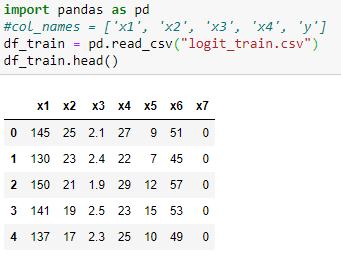 import pandas as pd
#col_names = ['x1', 'x2', 'x3', 'x4', 'y']
df_train = pd.read_csv("logit_train.csv")
df_train.head()
x1 x2 x3 x4 x5 x6 x7
0 145 25 2.1 27 9 51 0
1 130 23 2.4 22 7 45 0
2 150 21 1.9 29 12 57 0
3 141 19 2.5 23 15 53 0
4 137 17 2.3 25 10 49 0